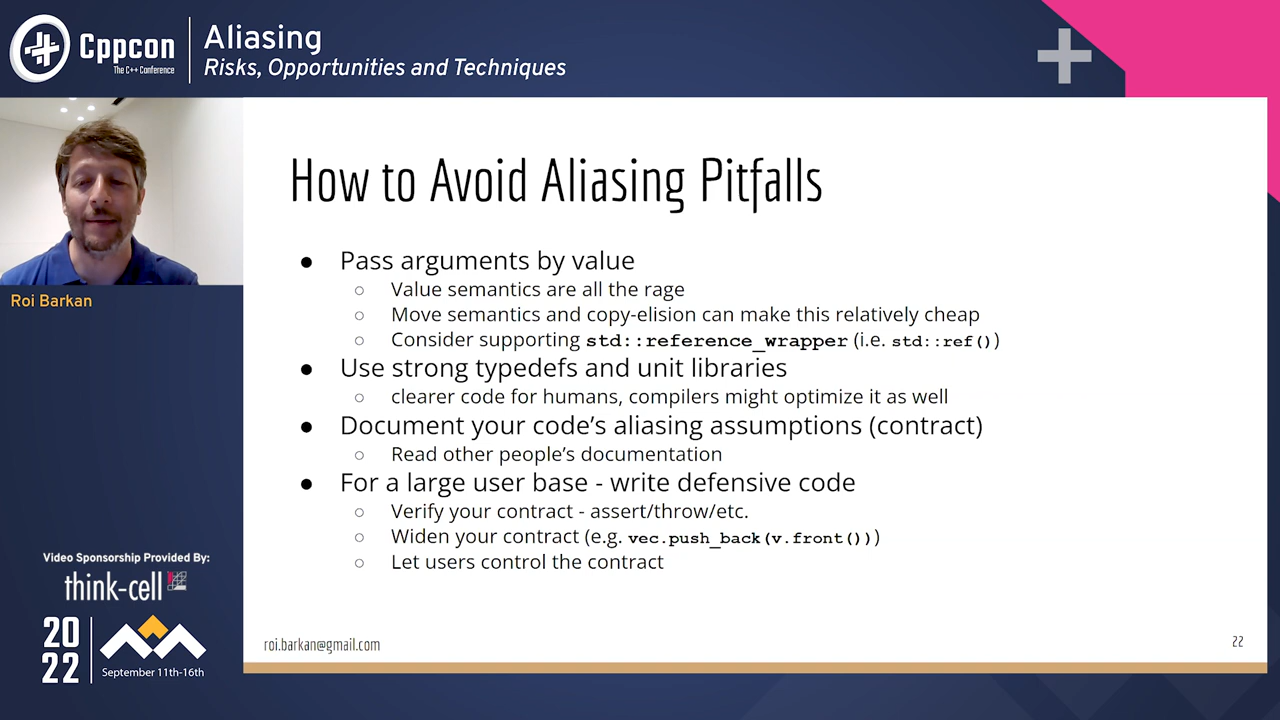 Cppcon
The C++ Conference
Aliasing
Risks, Opportunities and Techniques
Roi Barkan
How to Avoid Aliasing Pitfalls
● Pass arguments by value
○ Value semantics are all the rage
○ Move semantics and copy-elision can make this relatively cheap
○ Consider supporting std::reference_wrapper (i.e. std::ref())
● Use strong typedefs and unit libraries
○ clearer code for humans, compilers might optimize it as well
● Document your code’s aliasing assumptions (contract)
○ Read other people’s documentation
● For a large user base - write defensive code
○ Verify your contract - assert/throw/etc.
○ Widen your contract (e.g. vec.push_back(v.front()))
○ Let users control the contract
Video Sponsorship Provided By:
think-cell
20
22
September 11th-16th
roi.barkan@gmail.com
22